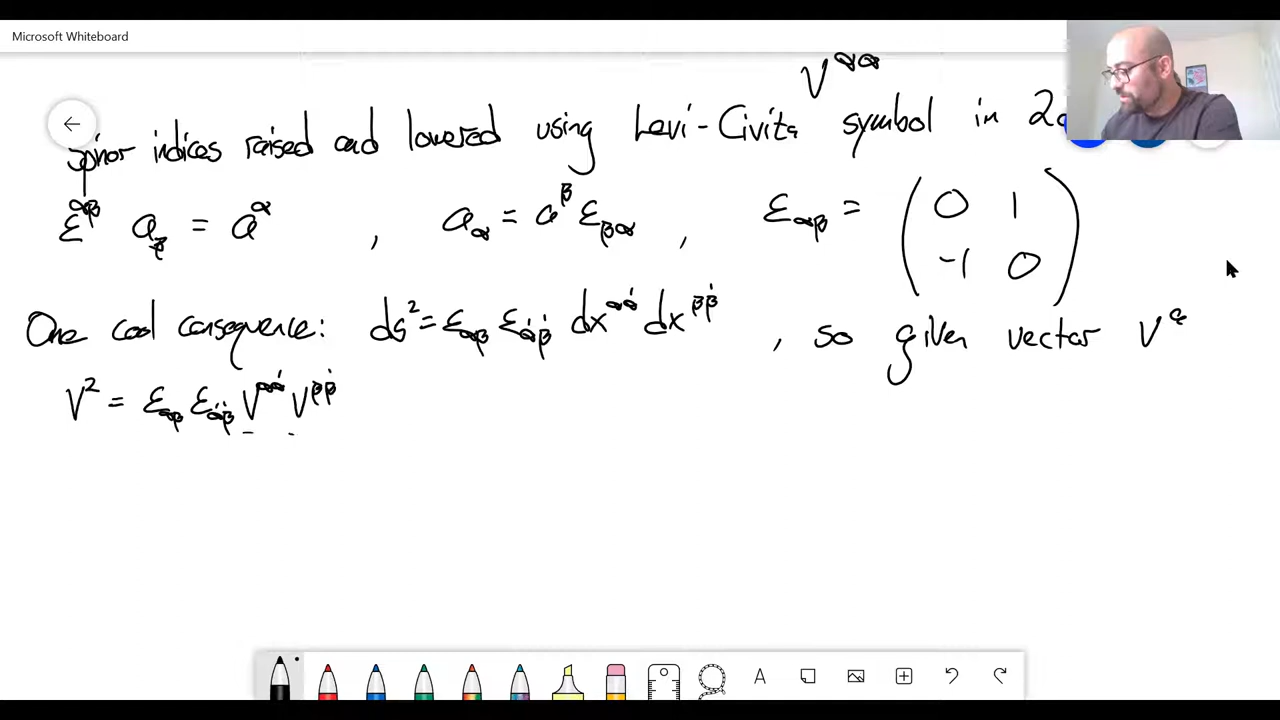 Microsoft Whiteboard
V^{αα}
Spinor indices raised and lowered using Levi-Civita symbol in 2d
ε^{αβ} a_β = a^α , a_α = a^β ε_{βα} , ε_{αβ} = ( 0 1
-1 0 )
One cool consequence: ds² = ε_{αβ} ε_{α̇β̇} dx^{αα̇} dx^{ββ̇} , so given vector V^a
V² = ε_{αβ} ε_{α̇β̇} V^{αα̇} V^{ββ̇}